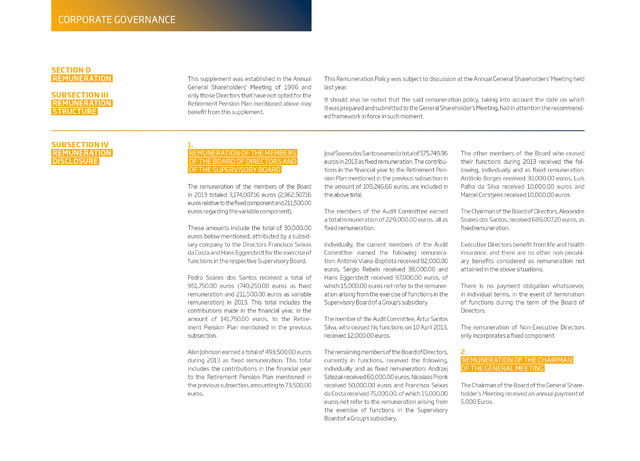 CORPORATE GOVERNANCE
SECTION D
REMUNERATION
SUBSECTION III
REMUNERATION
STRUCTURE
This supplement was established in the Annual
General Shareholders' Meeting of 1996 and
only those Directors that have not opted for the
Retirement Pension Plan mentioned above may
benefit from this supplement.
This Remuneration Policy was subject to discussion at the Annual General Shareholders' Meeting held
last year.
It should also be noted that the said remuneration policy, taking into account the date on which
it was prepared and submitted to the General Shareholder's Meeting, had in attention the recommend-
ed framework in force in such moment.
SUBSECTION IV
REMUNERATION
DISCLOSURE
1.
REMUNERATION OF THE MEMBERS
OF THE BOARD OF DIRECTORS AND
OF THE SUPERVISORY BOARD
The remuneration of the members of the Board
in 2013 totaled 3,174,007.16 euros (2,962,507.16
euros relative to the fixed component and 211,500.00
euros regarding the variable component).
These amounts include the total of 30,000.00
euros below mentioned, attributed by a subsid-
iary company to the Directors Francisco Seixas
da Costa and Hans Eggerstedt for the exercise of
functions in the respective Supervisory Board.
Pedro Soares dos Santos received a total of
951,750.00 euros (740,250.00 euros as fixed
remuneration and 211,500.00 euros as variable
remuneration) in 2013. This total includes the
contributions made in the financial year, in the
amount of 141,750.00 euros, to the Retire-
ment Pension Plan mentioned in the previous
subsection.
Alan Johnson earned a total of 493,500.00 euros
during 2013 as fixed remuneration. This total
includes the contributions in the financial year
to the Retirement Pension Plan mentioned in
the previous subsection, amounting to 73,500.00
euros.
José Soares dos Santos earned a total of 575,749.96
euros in 2013 as fixed remuneration. The contribu-
tions in the financial year to the Retirement Pen-
sion Plan mentioned in the previous subsection in
the amount of 109,246.66 euros, are included in
the above total.
The members of the Audit Committee earned
a total remuneration of 229,000.00 euros, all as
fixed remuneration.
Individually, the current members of the Audit
Committee earned the following remunera-
tion: António Viana-Baptista received 82,000.00
euros, Sérgio Rebelo received 38,000.00 and
Hans Eggerstedt received 97,000.00 euros, of
which 15,000.00 euros net refer to the remuner-
ation arising from the exercise of functions in the
Supervisory Board of a Group's subsidiary.
The member of the Audit Committee, Artur Santos
Silva, who ceased his functions on 10 April 2013,
received 12,000.00 euros.
The remaining members of the Board of Directors,
currently in functions, received the following,
individually and as fixed remuneration: Andrzej
Szlezak received 60,000.00 euros, Nicolaas Pronk
received 50,000.00 euros and Francisco Seixas
da Costa received 75,000.00, of which 15,000.00
euros net refer to the remuneration arising from
the exercise of functions in the Supervisory
Board of a Group's subsidiary.
The other members of the Board who ceased
their functions during 2013 received the fol-
lowing, individually and as fixed remuneration:
António Borges received 30,000.00 euros, Luís
Palha da Silva received 10,000.00 euros and
Marcel Corstjens received 10,000.00 euros.
The Chairman of the Board of Directors, Alexandre
Soares dos Santos, received 689,007.20 euros, as
fixed remuneration.
Executive Directors benefit from life and health
insurance, and there are no other non-pecuni-
ary benefits considered as remuneration not
attained in the above situations.
There is no payment obligation whatsoever,
in individual terms, in the event of termination
of functions during the term of the Board of
Directors.
The remuneration of Non-Executive Directors
only incorporates a fixed component.
2.
REMUNERATION OF THE CHAIRMAN
OF THE GENERAL MEETING
The Chairman of the Board of the General Share-
holder's Meeting received an annual payment of
5,000 Euros.